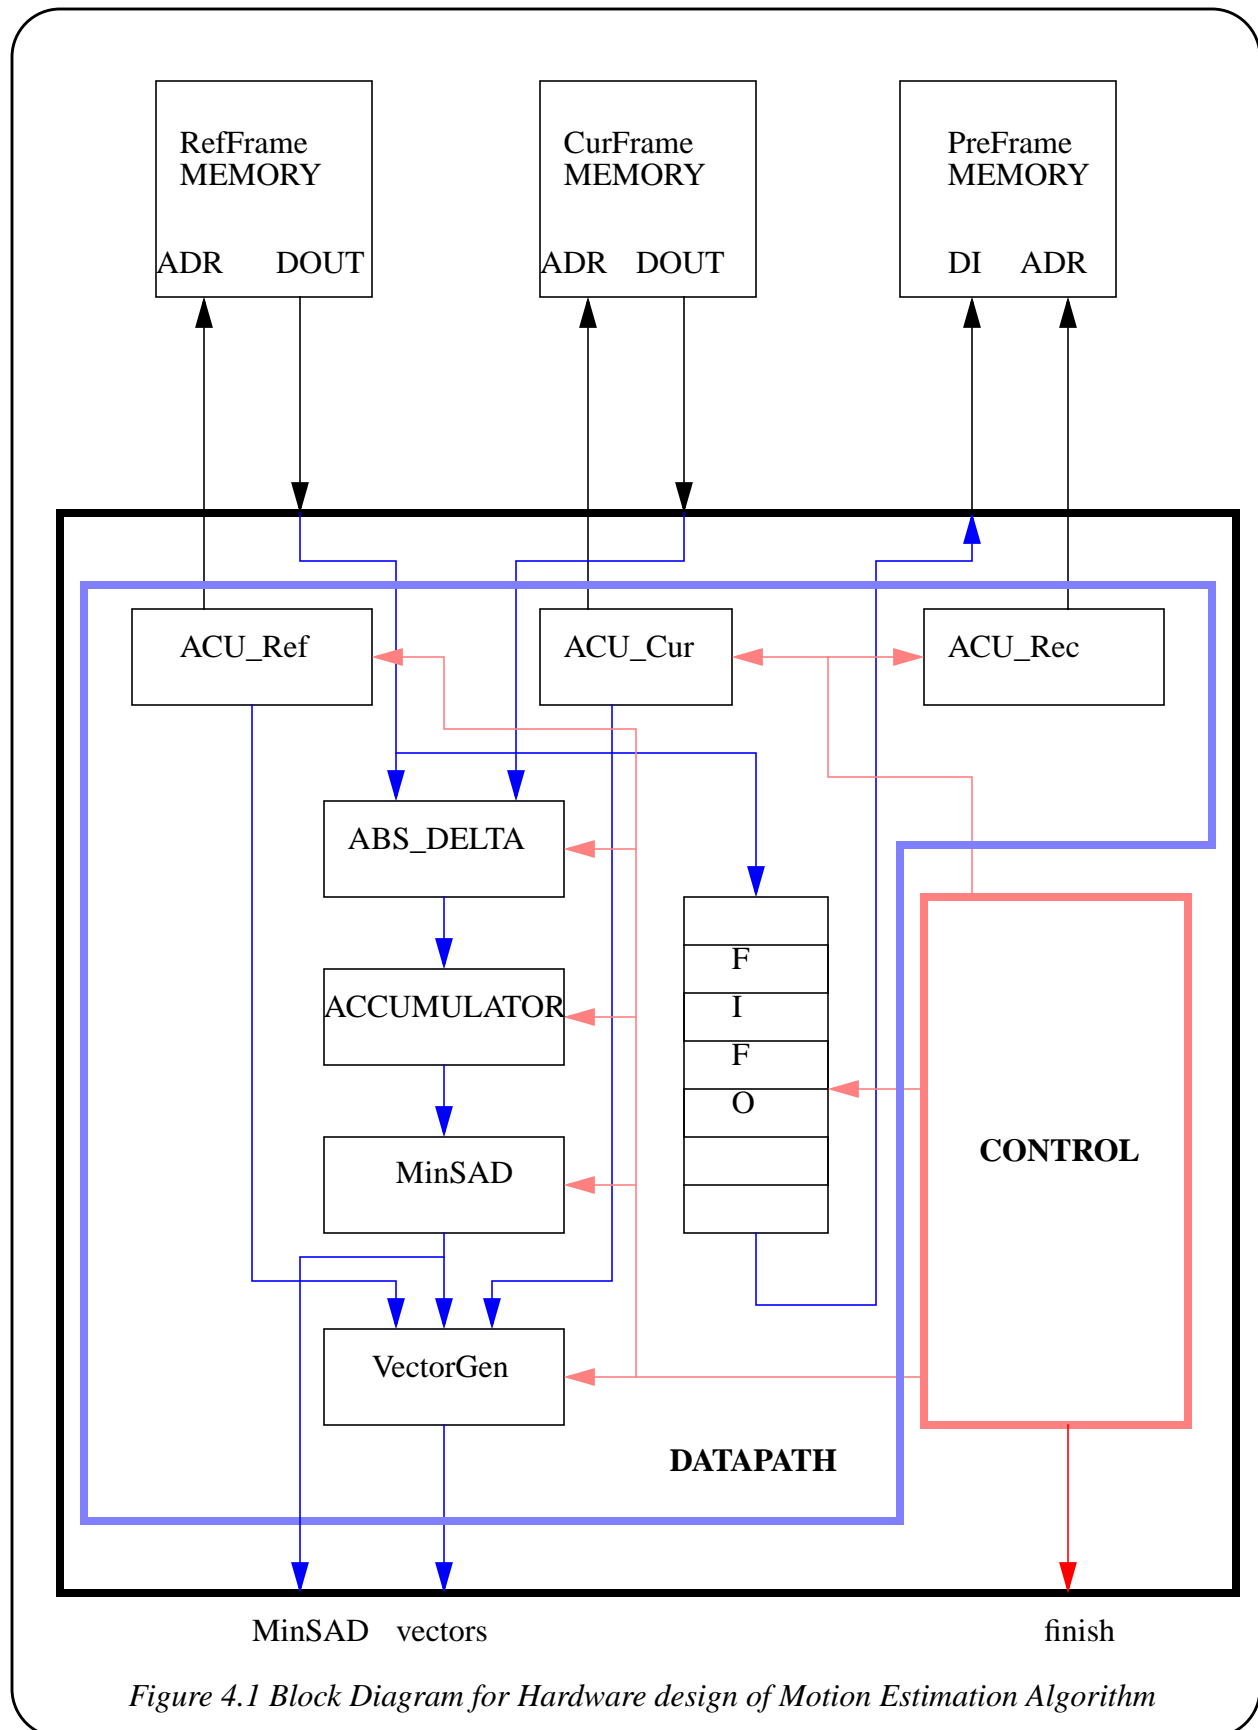 RefFrame
MEMORY
ADR DOUT
CurFrame
MEMORY
ADR DOUT
PreFrame
MEMORY
DI ADR
ACU_Ref
ACU_Cur
ACU_Rec
ABS_DELTA
ACCUMULATOR
MinSAD
VectorGen
F
I
F
O
CONTROL
DATAPATH
MinSAD vectors
finish
Figure 4.1 Block Diagram for Hardware design of Motion Estimation Algorithm